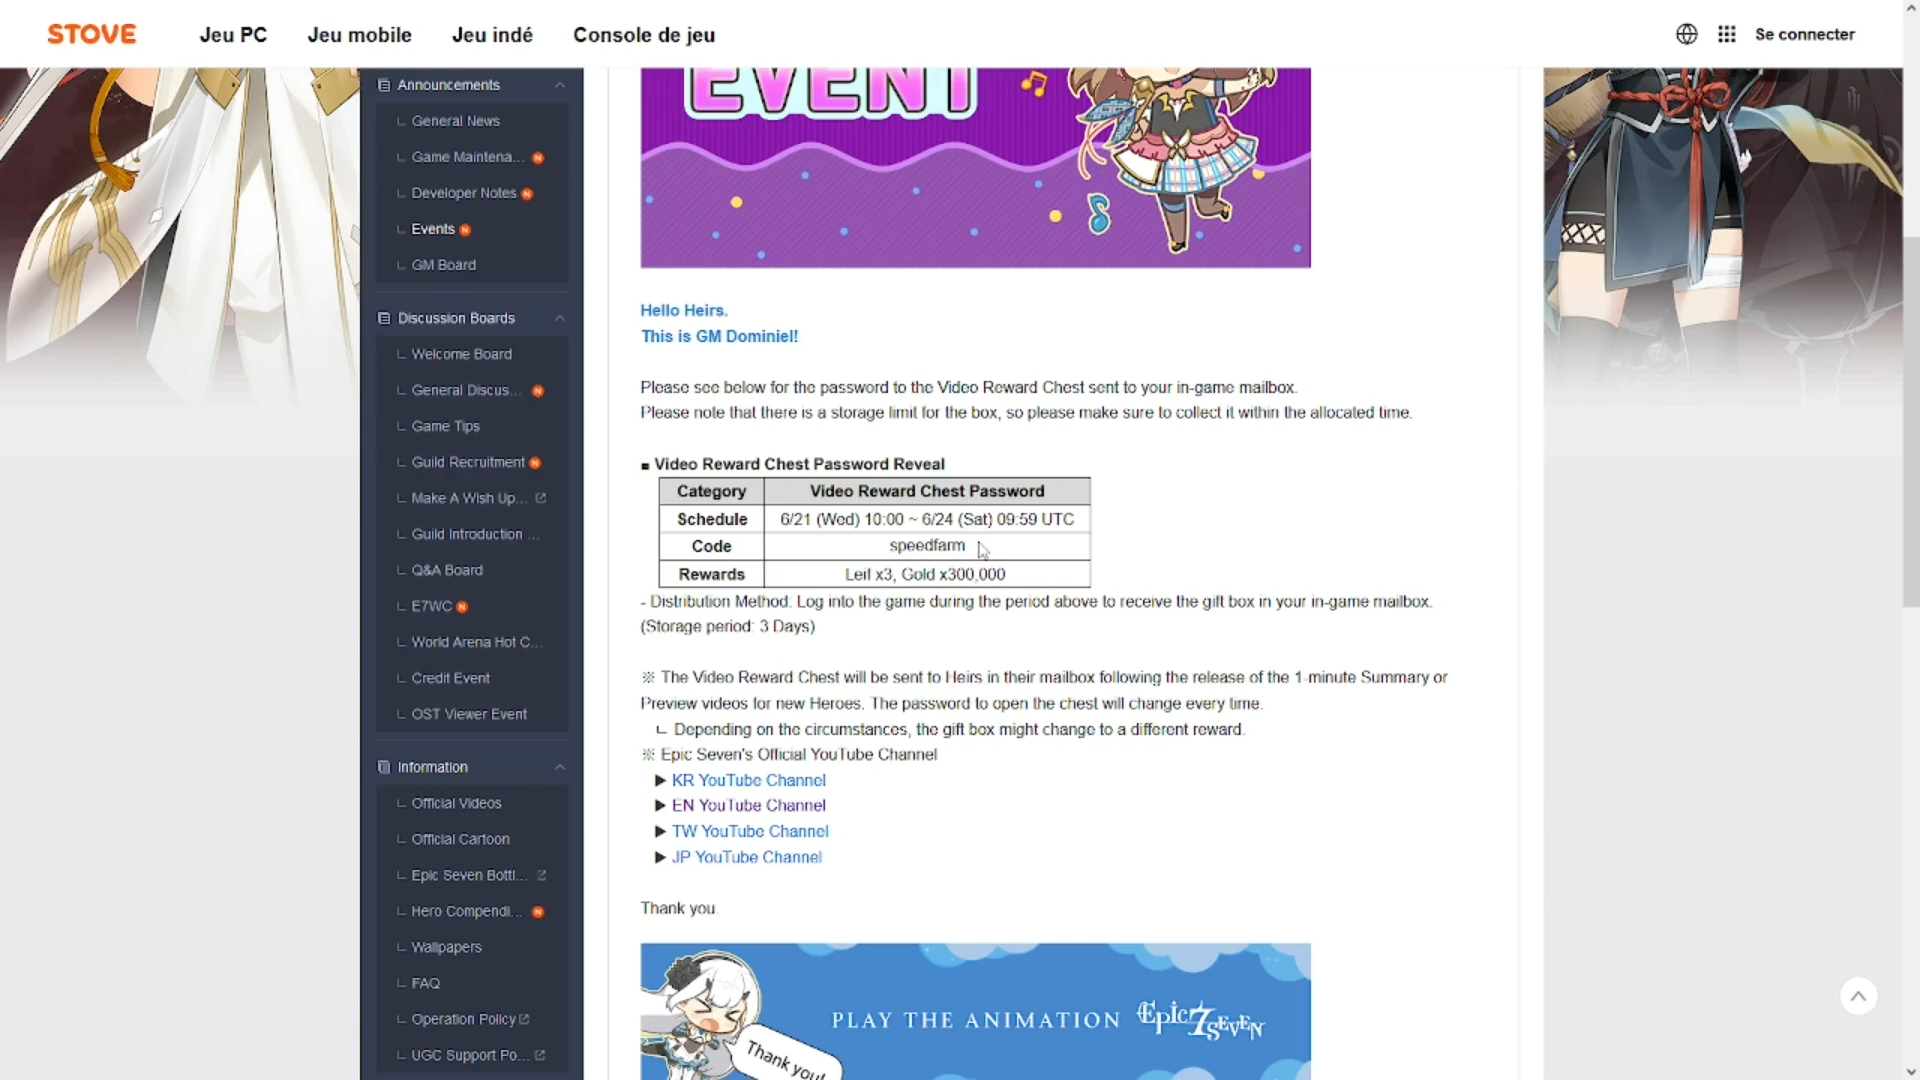 STOVE
Jeu PC
Jeu mobile
Jeu indé
Console de jeu
Se connecter
Announcements
General News
Game Maintena... N
Developer Notes N
Events N
GM Board
Discussion Boards
Welcome Board
General Discus... N
Game Tips
Guild Recruitment N
Make A Wish Up...
Guild Introduction ...
Q&A Board
E7WC N
World Arena Hot C...
Credit Event
OST Viewer Event
Information
Official Videos
Official Cartoon
Epic Seven Botti...
Hero Compendi... N
Wallpapers
FAQ
Operation Policy
UGC Support Po...
EVENT
Hello Heirs.
This is GM Dominiel!
Please see below for the password to the Video Reward Chest sent to your in-game mailbox.
Please note that there is a storage limit for the box, so please make sure to collect it within the allocated time.
■ Video Reward Chest Password Reveal
Category Video Reward Chest Password
Schedule 6/21 (Wed) 10:00 ~ 6/24 (Sat) 09:59 UTC
Code speedfarm
Rewards Leif x3, Gold x300,000
- Distribution Method: Log into the game during the period above to receive the gift box in your in-game mailbox.
(Storage period: 3 Days)
※ The Video Reward Chest will be sent to Heirs in their mailbox following the release of the 1-minute Summary or
Preview videos for new Heroes. The password to open the chest will change every time.
ㄴ Depending on the circumstances, the gift box might change to a different reward.
※ Epic Seven's Official YouTube Channel
▶ KR YouTube Channel
▶ EN YouTube Channel
▶ TW YouTube Channel
▶ JP YouTube Channel
Thank you.
PLAY THE ANIMATION Epic 7 SEVEN
Thank you!